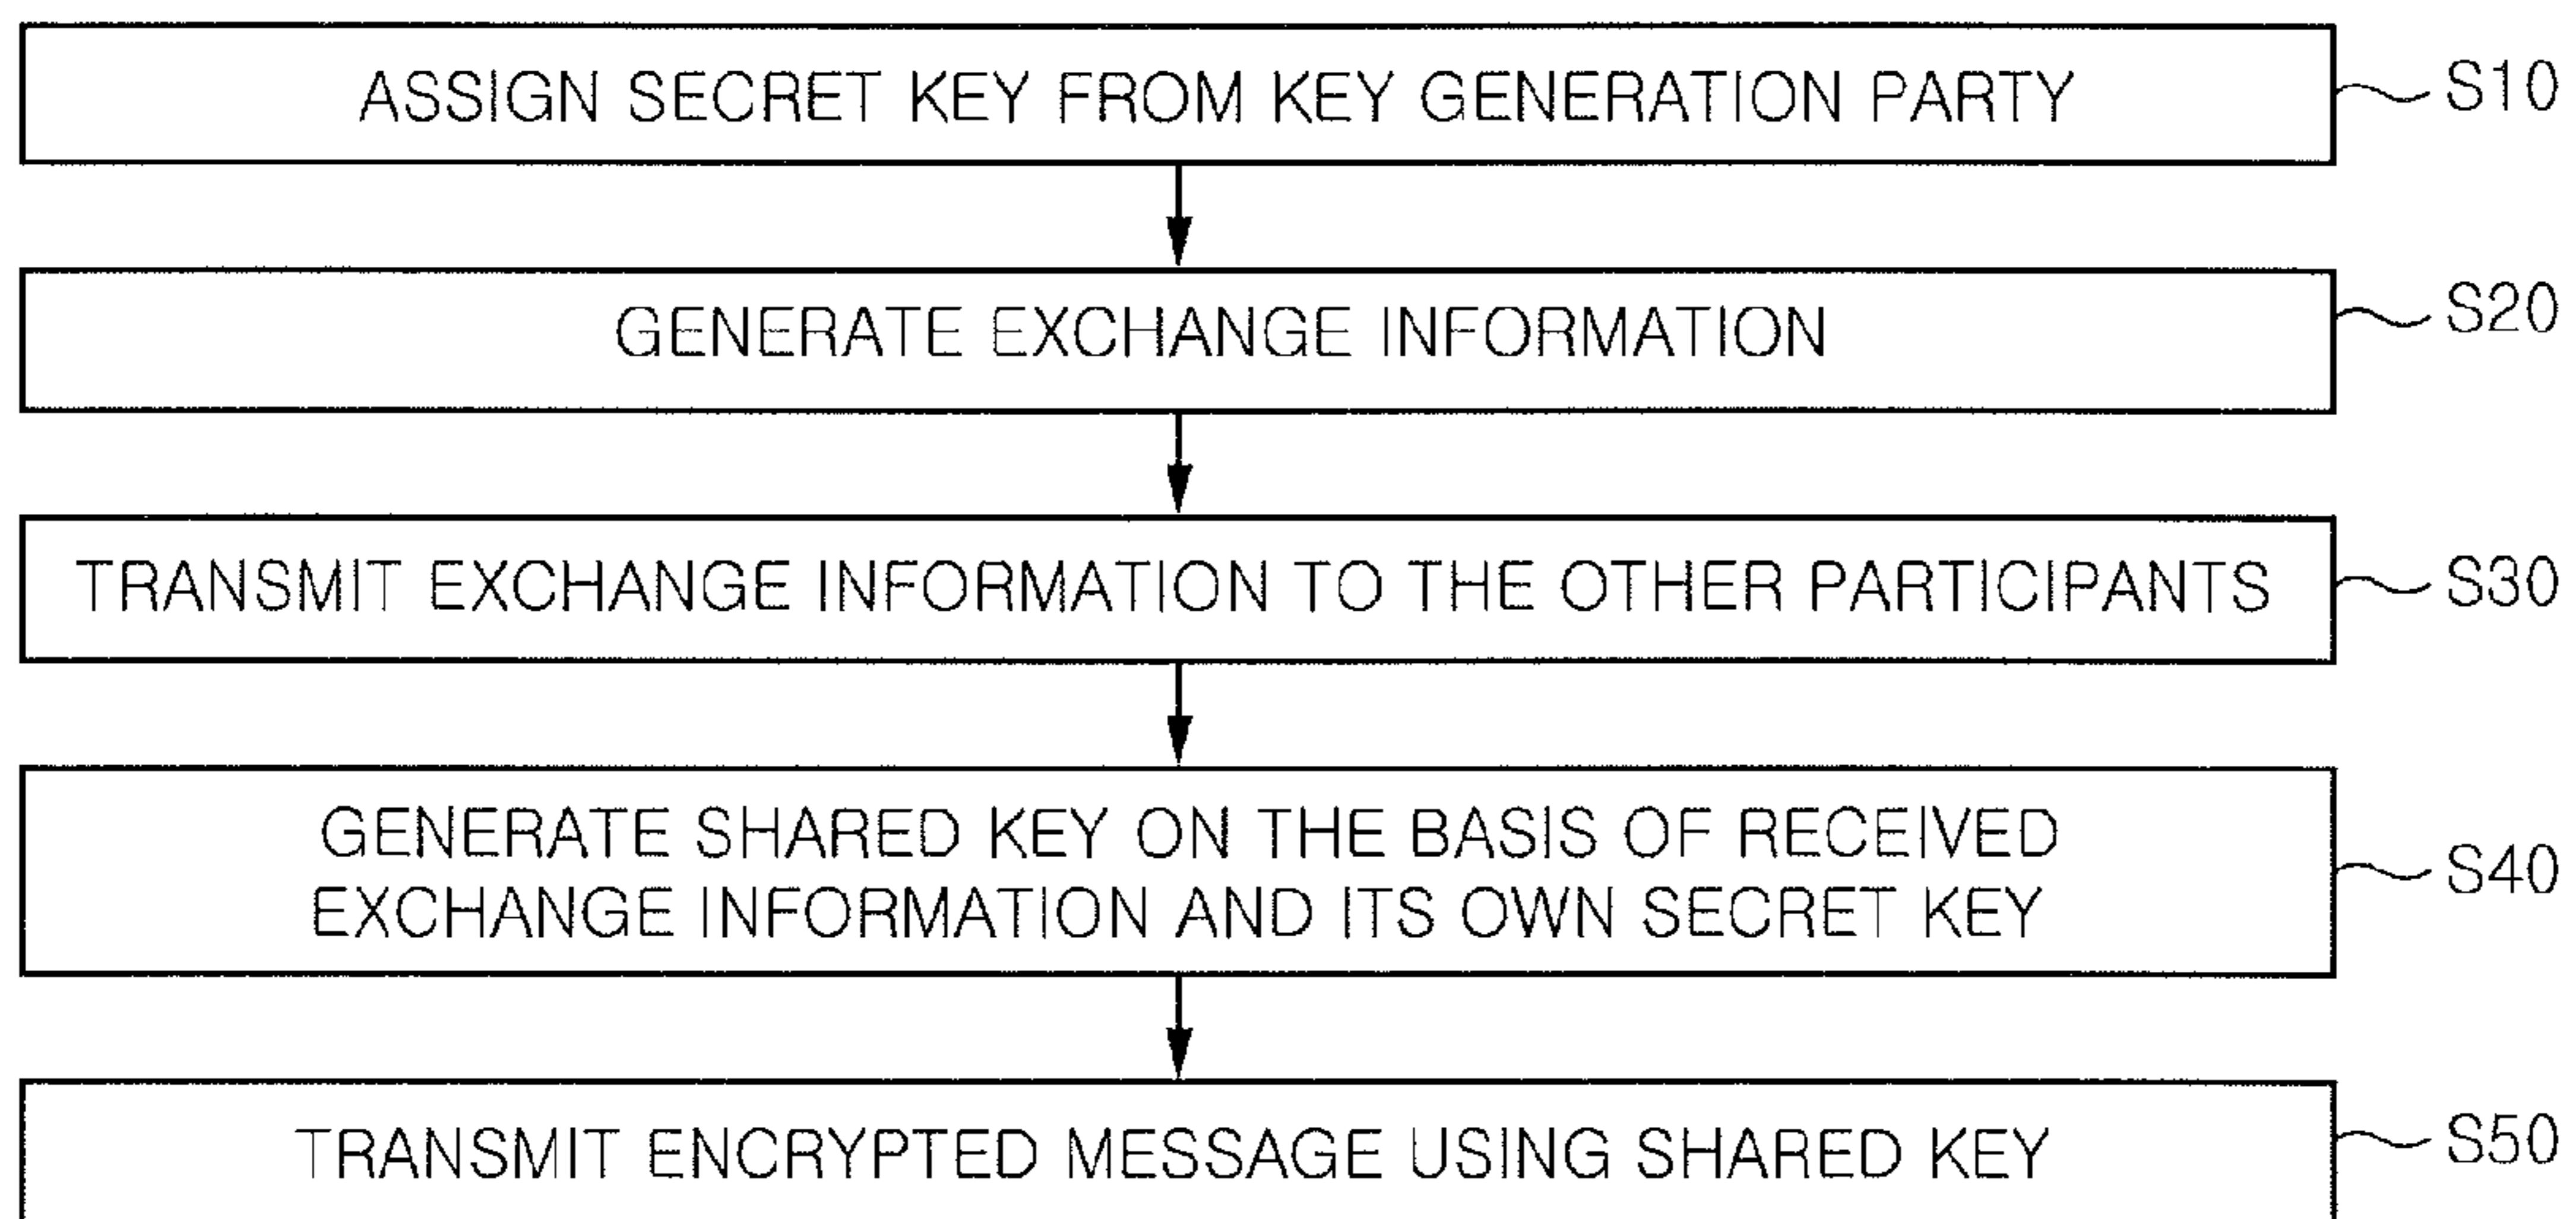 ASSIGN SECRET KEY FROM KEY GENERATION PARTY
S10
GENERATE EXCHANGE INFORMATION
S20
TRANSMIT EXCHANGE INFORMATION TO THE OTHER PARTICIPANTS
S30
GENERATE SHARED KEY ON THE BASIS OF RECEIVED
EXCHANGE INFORMATION AND ITS OWN SECRET KEY
S40
TRANSMIT ENCRYPTED MESSAGE USING SHARED KEY
S50